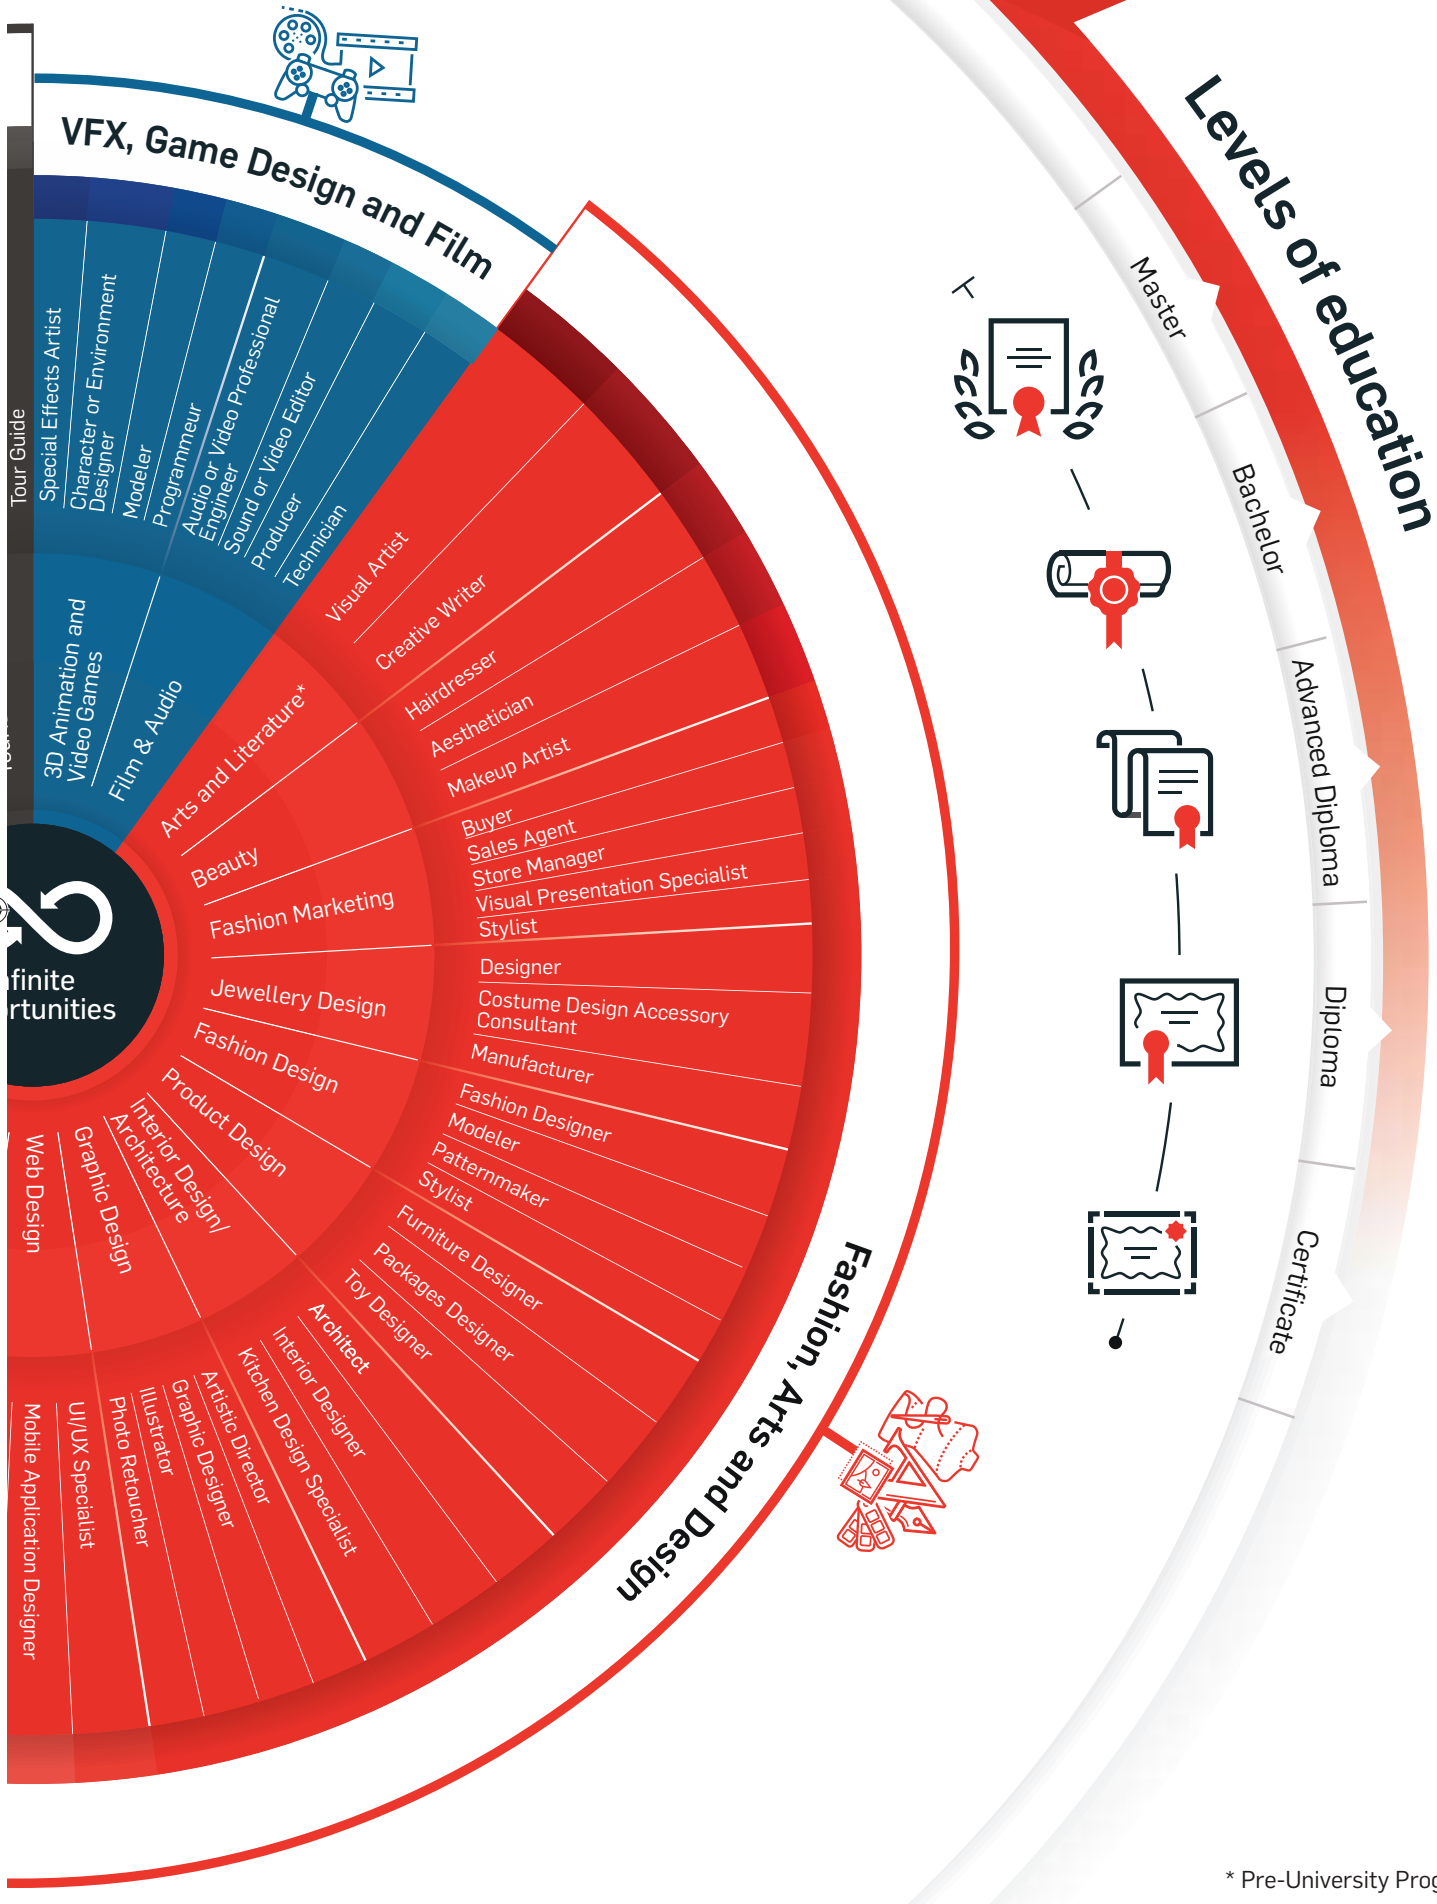 VFX, Game Design and Film
Tour Guide
Special Effects Artist
Character or Environment
Designer
Modeler
Programmeur
Audio or Video Professional
Engineer
Sound or Video Editor
Producer
Technician
3D Animation and
Video Games
Film & Audio
Visual Artist
Creative Writer
Hairdresser
Aesthetician
Makeup Artist
Buyer
Sales Agent
Store Manager
Visual Presentation Specialist
Stylist
Designer
Costume Design Accessory
Consultant
Manufacturer
Fashion Designer
Modeler
Patternmaker
Stylist
Furniture Designer
Packages Designer
Toy Designer
Architect
Interior Designer
Kitchen Design Specialist
Artistic Director
Graphic Designer
Illustrator
Photo Retoucher
UI/UX Specialist
Mobile Application Designer
Arts and Literature*
Beauty
Fashion Marketing
Jewellery Design
Fashion Design
Product Design
Interior Design/
Architecture
Graphic Design
Web Design
nfinite
rtunities
Fashion, Arts and Design
Levels of education
Master
Bachelor
Advanced Diploma
Diploma
Certificate
* Pre-University Prog